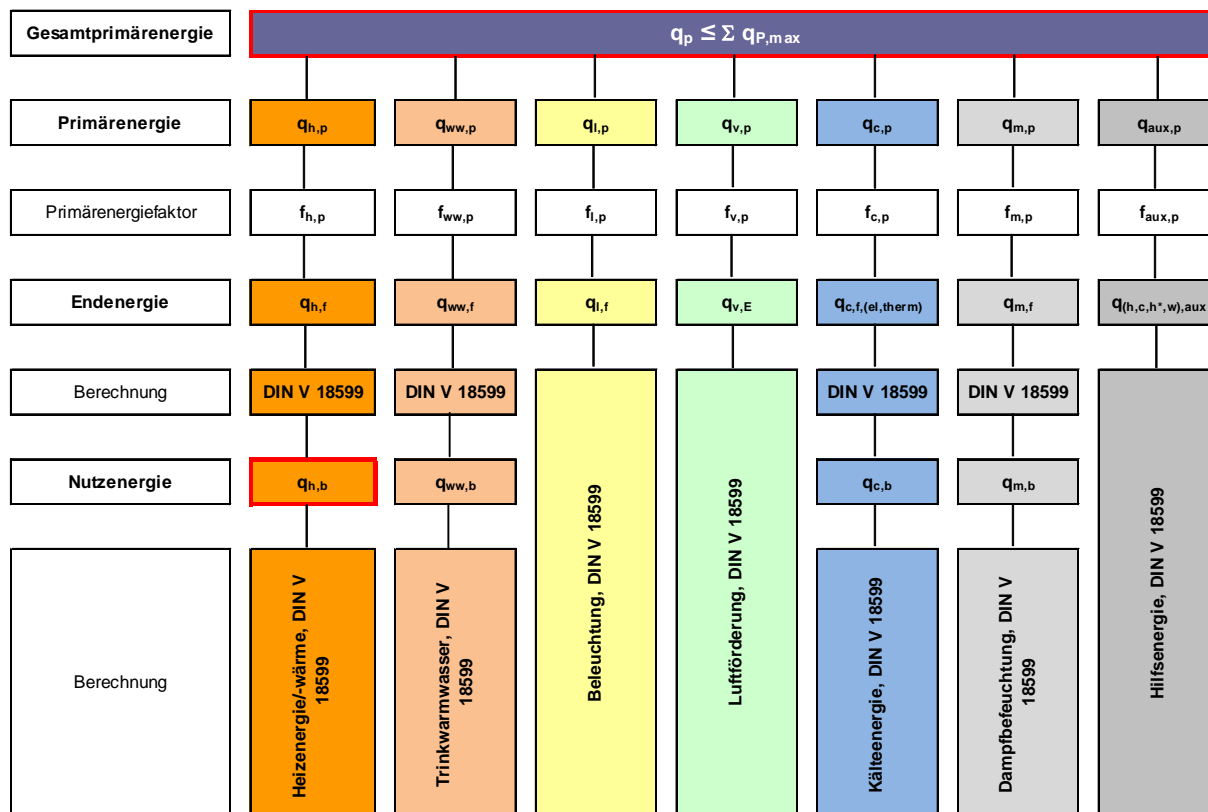 Gesamtprimärenergie
qp ≤ Σ qP,max
Primärenergie
qh,p
qww,p
ql,p
qv,p
qc,p
qm,p
qaux,p
Primärenergiefaktor
fh,p
fww,p
fl,p
fv,p
fc,p
fm,p
faux,p
Endenergie
qh,f
qww,f
ql,f
qv,E
qc,f,(el,therm)
qm,f
q(h,c,h*,w),aux
Berechnung
DIN V 18599
DIN V 18599
DIN V 18599
DIN V 18599
Nutzenergie
qh,b
qww,b
qc,b
qm,b
Berechnung
Heizenergie/-wärme, DIN V
18599
Trinkwarmwasser, DIN V
18599
Beleuchtung, DIN V 18599
Luftförderung, DIN V 18599
Kälteenergie, DIN V 18599
Dampfbefeuchtung, DIN V
18599
Hilfsenergie, DIN V 18599